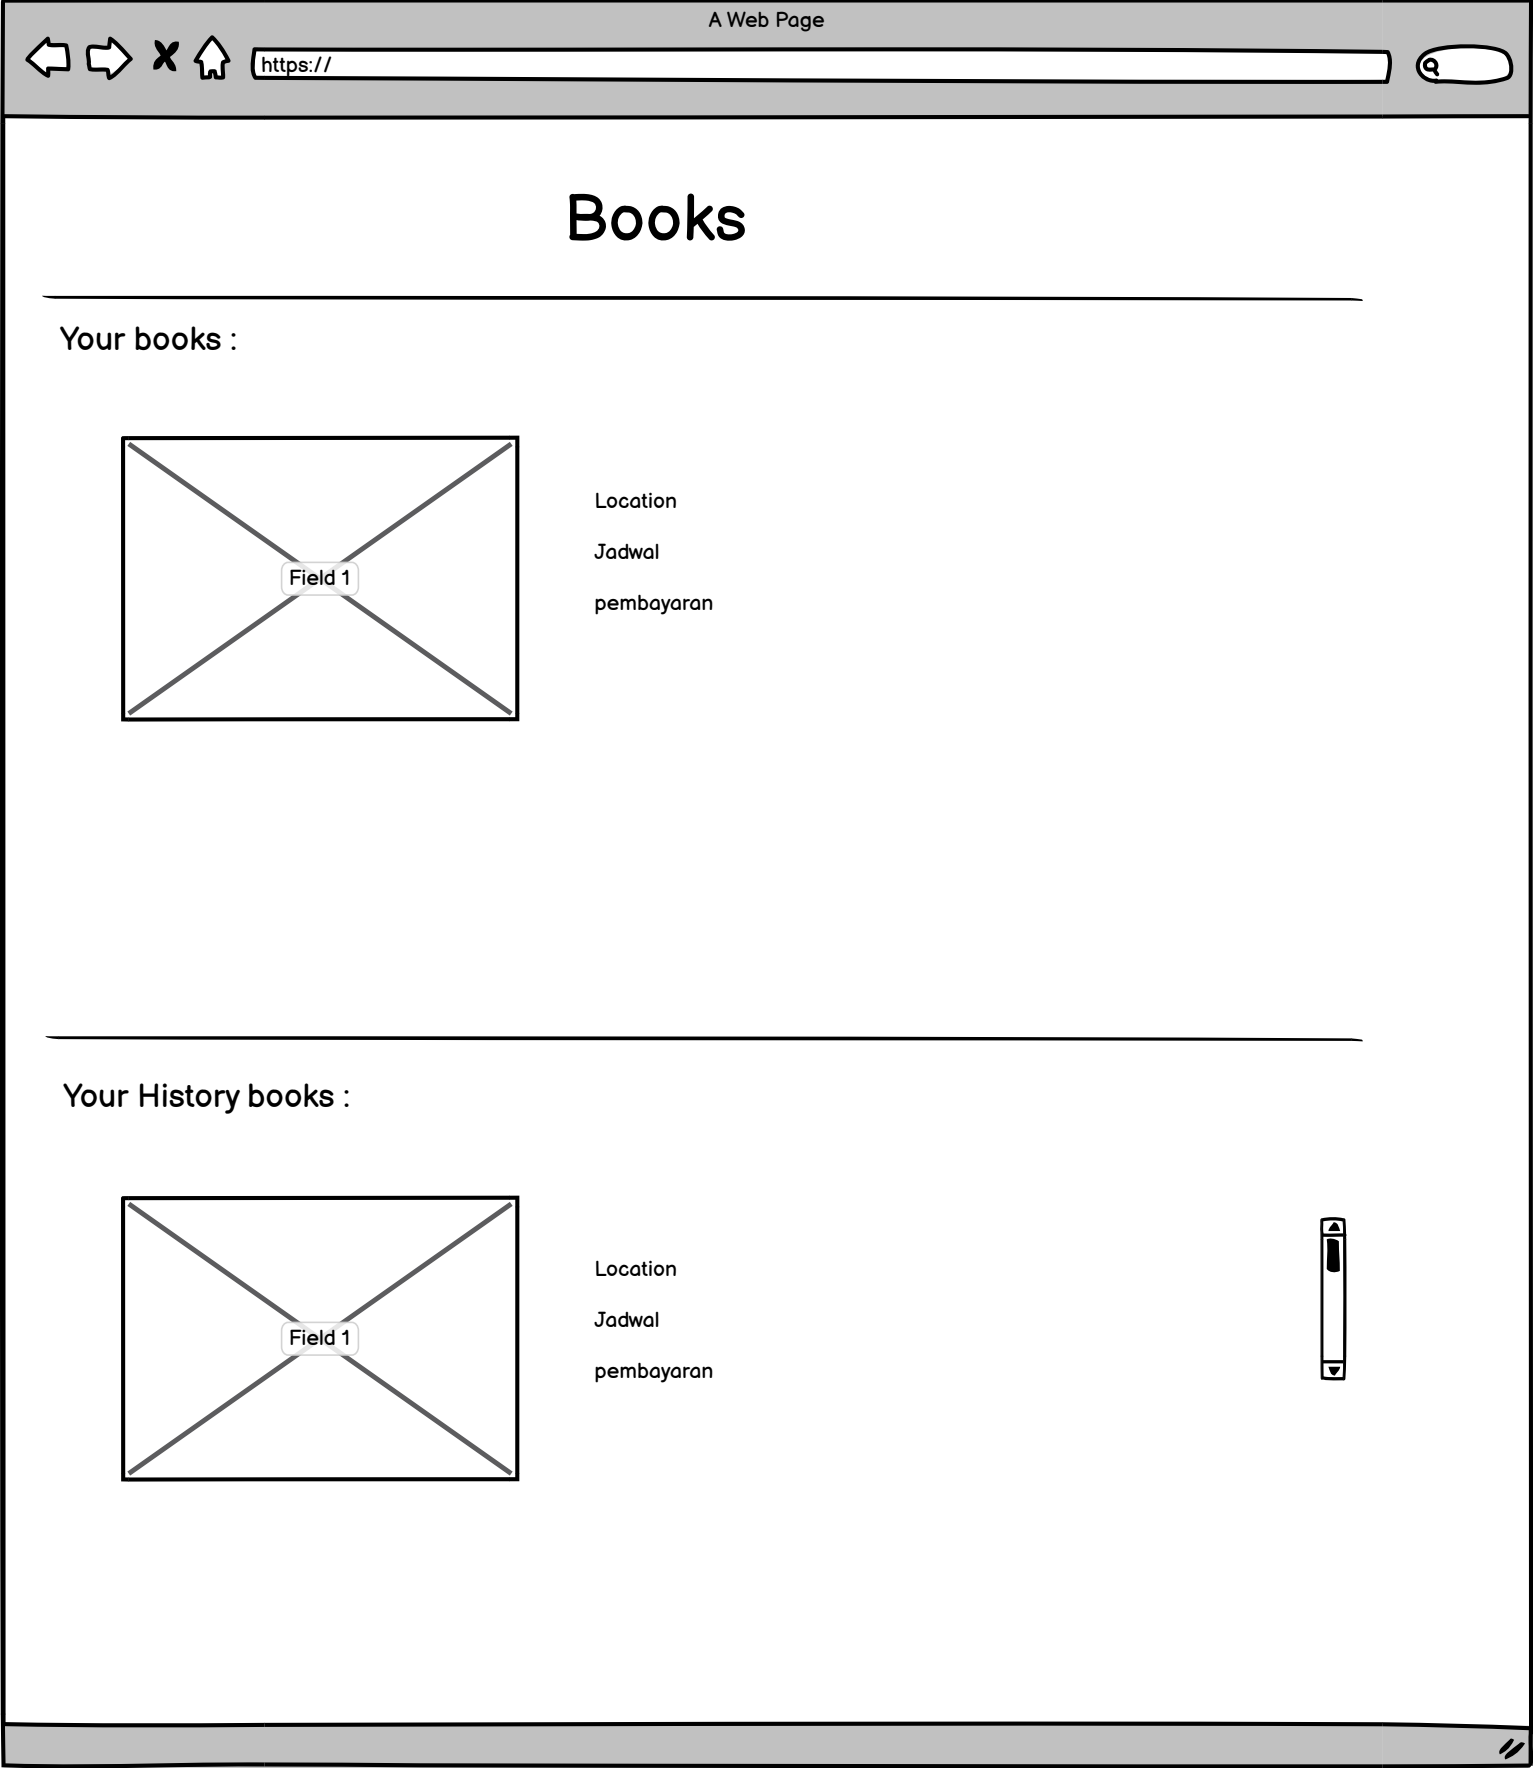 A Web Page
https://
Books
Your books :
Field 1
Location
Jadwal
pembayaran
Your History books :
Field 1
Location
Jadwal
pembayaran